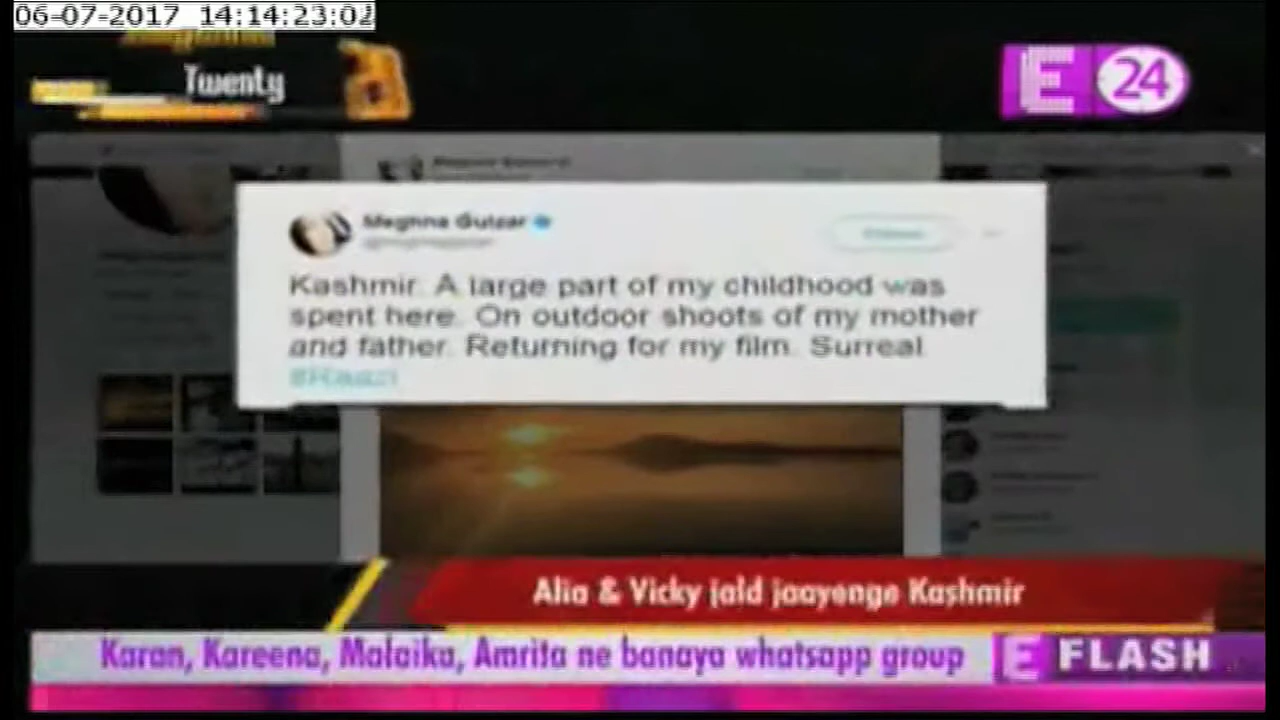 06-07-2017 14:14:23:02
Twenty
E 24
Meghna Gulzar
Kashmir. A large part of my childhood was
spent here. On outdoor shoots of my mother
and father. Returning for my film. Surreal
#Raazi
Alia & Vicky jald jaayenge Kashmir
Karan, Kareena, Malaika, Amrita ne banaya whatsapp group
E FLASH